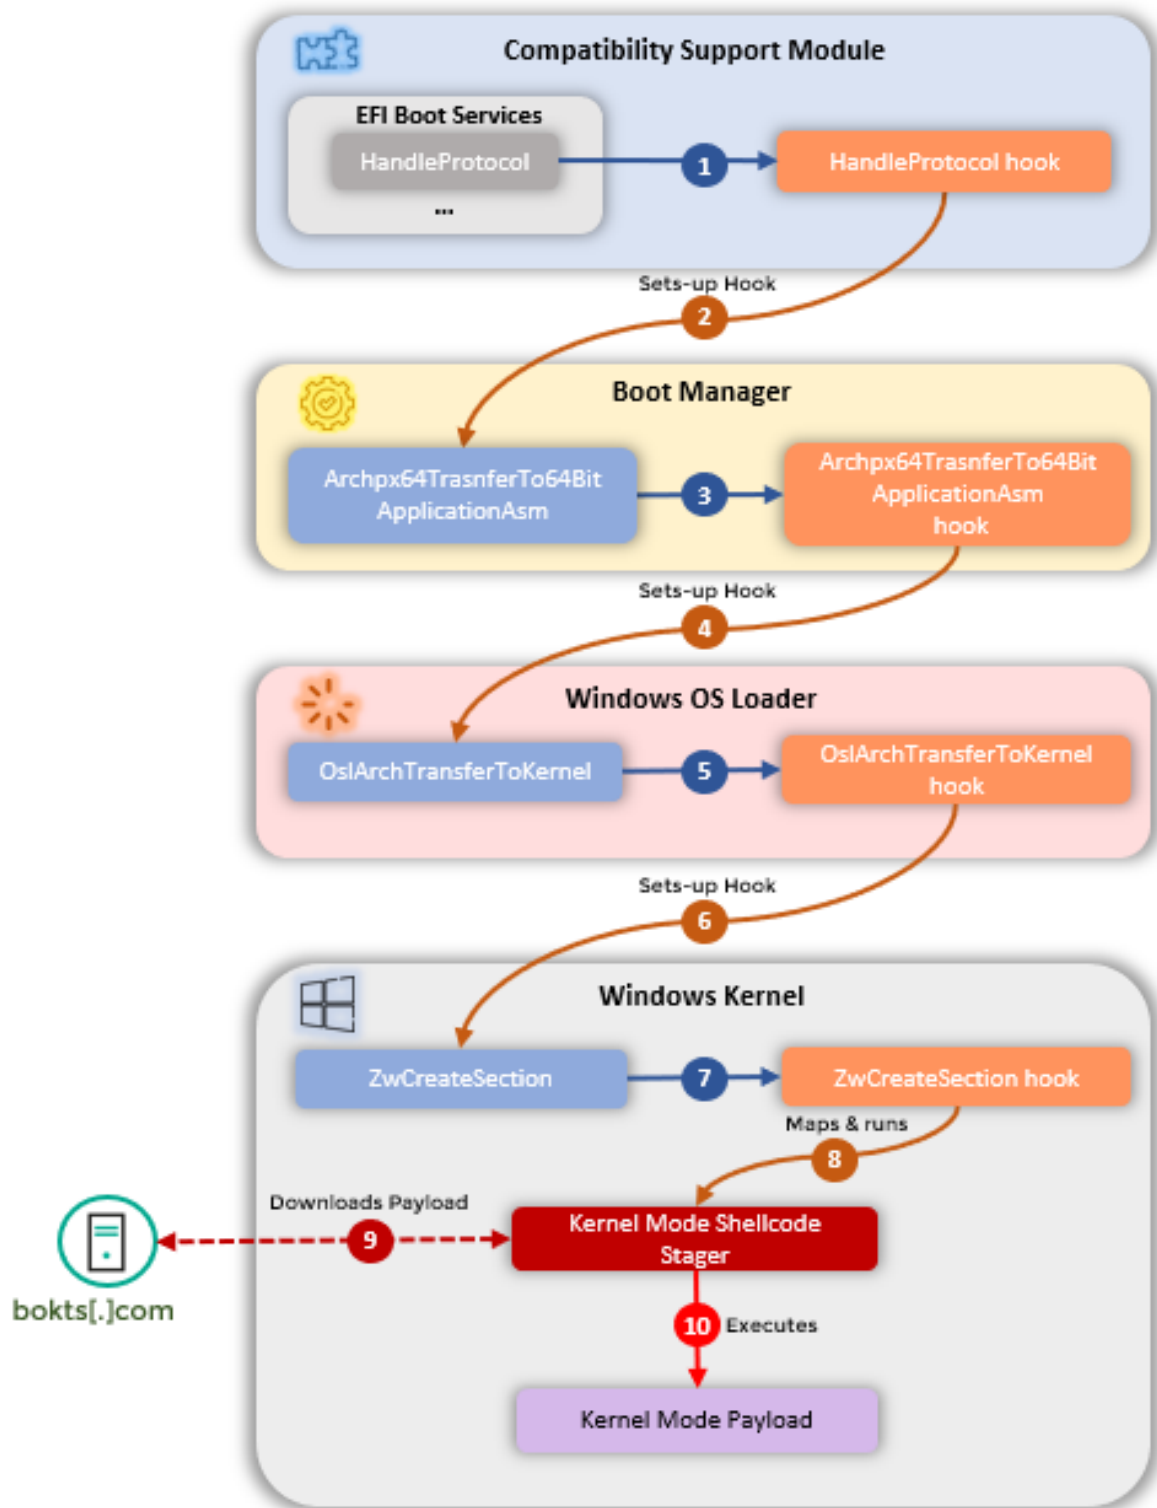 Compatibility Support Module
EFI Boot Services
HandleProtocol
...
1
HandleProtocol hook
Sets-up Hook
2
Boot Manager
Archpx64TrasnferTo64Bit
ApplicationAsm
3
Archpx64TrasnferTo64Bit
ApplicationAsm
hook
Sets-up Hook
4
Windows OS Loader
OslArchTransferToKernel
5
OslArchTransferToKernel
hook
Sets-up Hook
6
Windows Kernel
ZwCreateSection
7
ZwCreateSection hook
Maps & runs
8
Downloads Payload
9
bokts[.]com
Kernel Mode Shellcode
Stager
10
Executes
Kernel Mode Payload